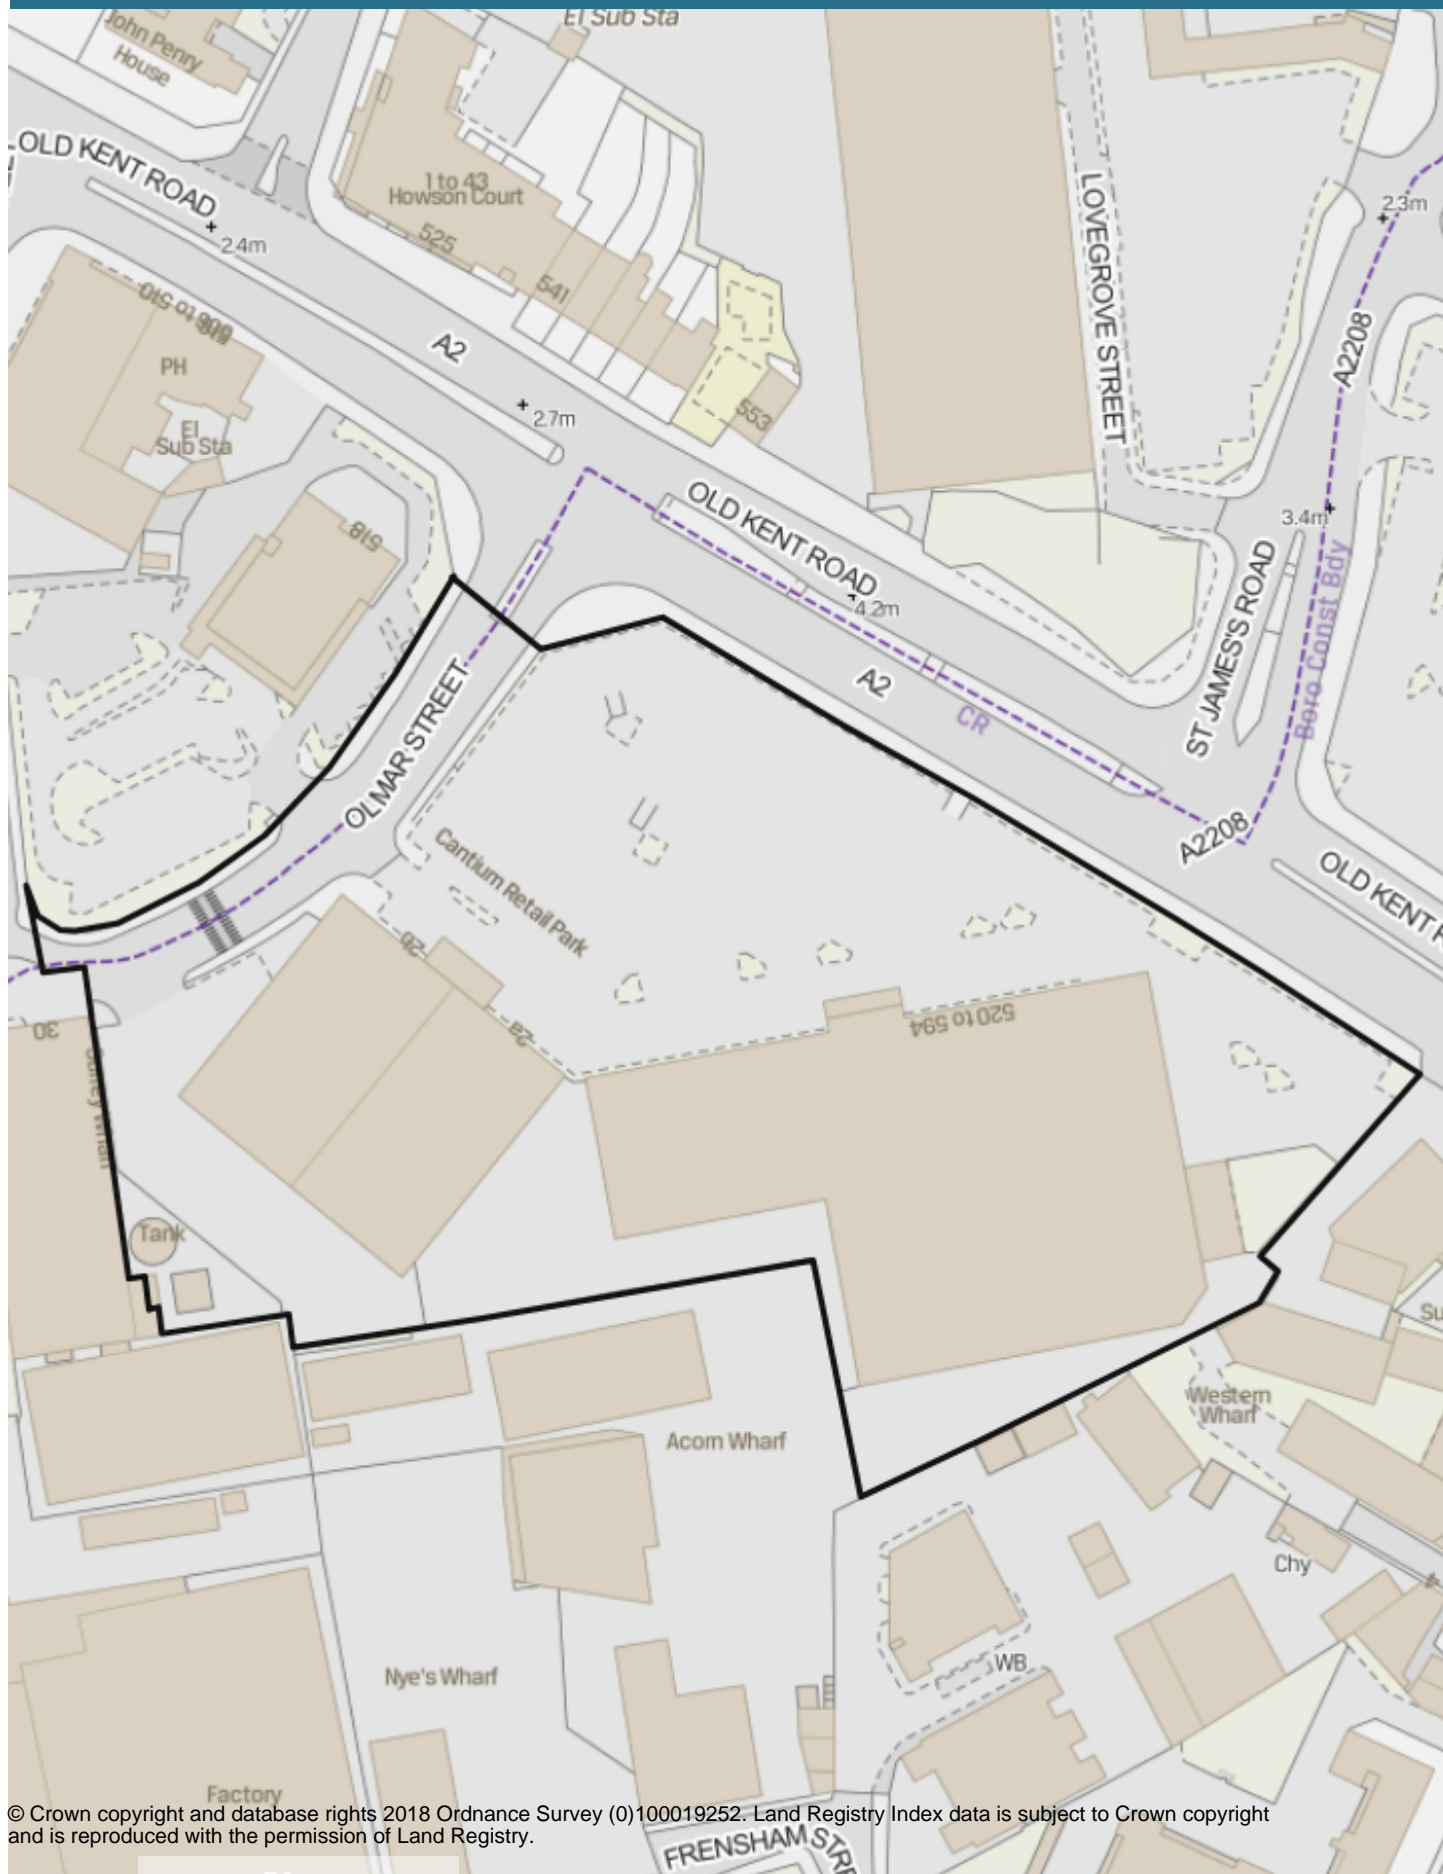 El Sub Sta
John Penry
House
OLD KENT ROAD
2.4m
1 to 43
Howson Court
525
541
553
A2
2.7m
LOVEGROVE STREET
2.3m
A2208
PH
El
Sub Sta
518
OLD KENT ROAD
4.2m
3.4m
ST JAMES'S ROAD
Boro Const Bdy
A2
CR
A2208
OLD KENT
OLMAR STREET
Cantium Retail Park
2b
2a
520 to 594
30
Tank
Acorn Wharf
Western
Wharf
Chy
WB
Nye's Wharf
Factory
FRENSHAM
© Crown copyright and database rights 2018 Ordnance Survey (0)100019252. Land Registry Index data is subject to Crown copyright
and is reproduced with the permission of Land Registry.